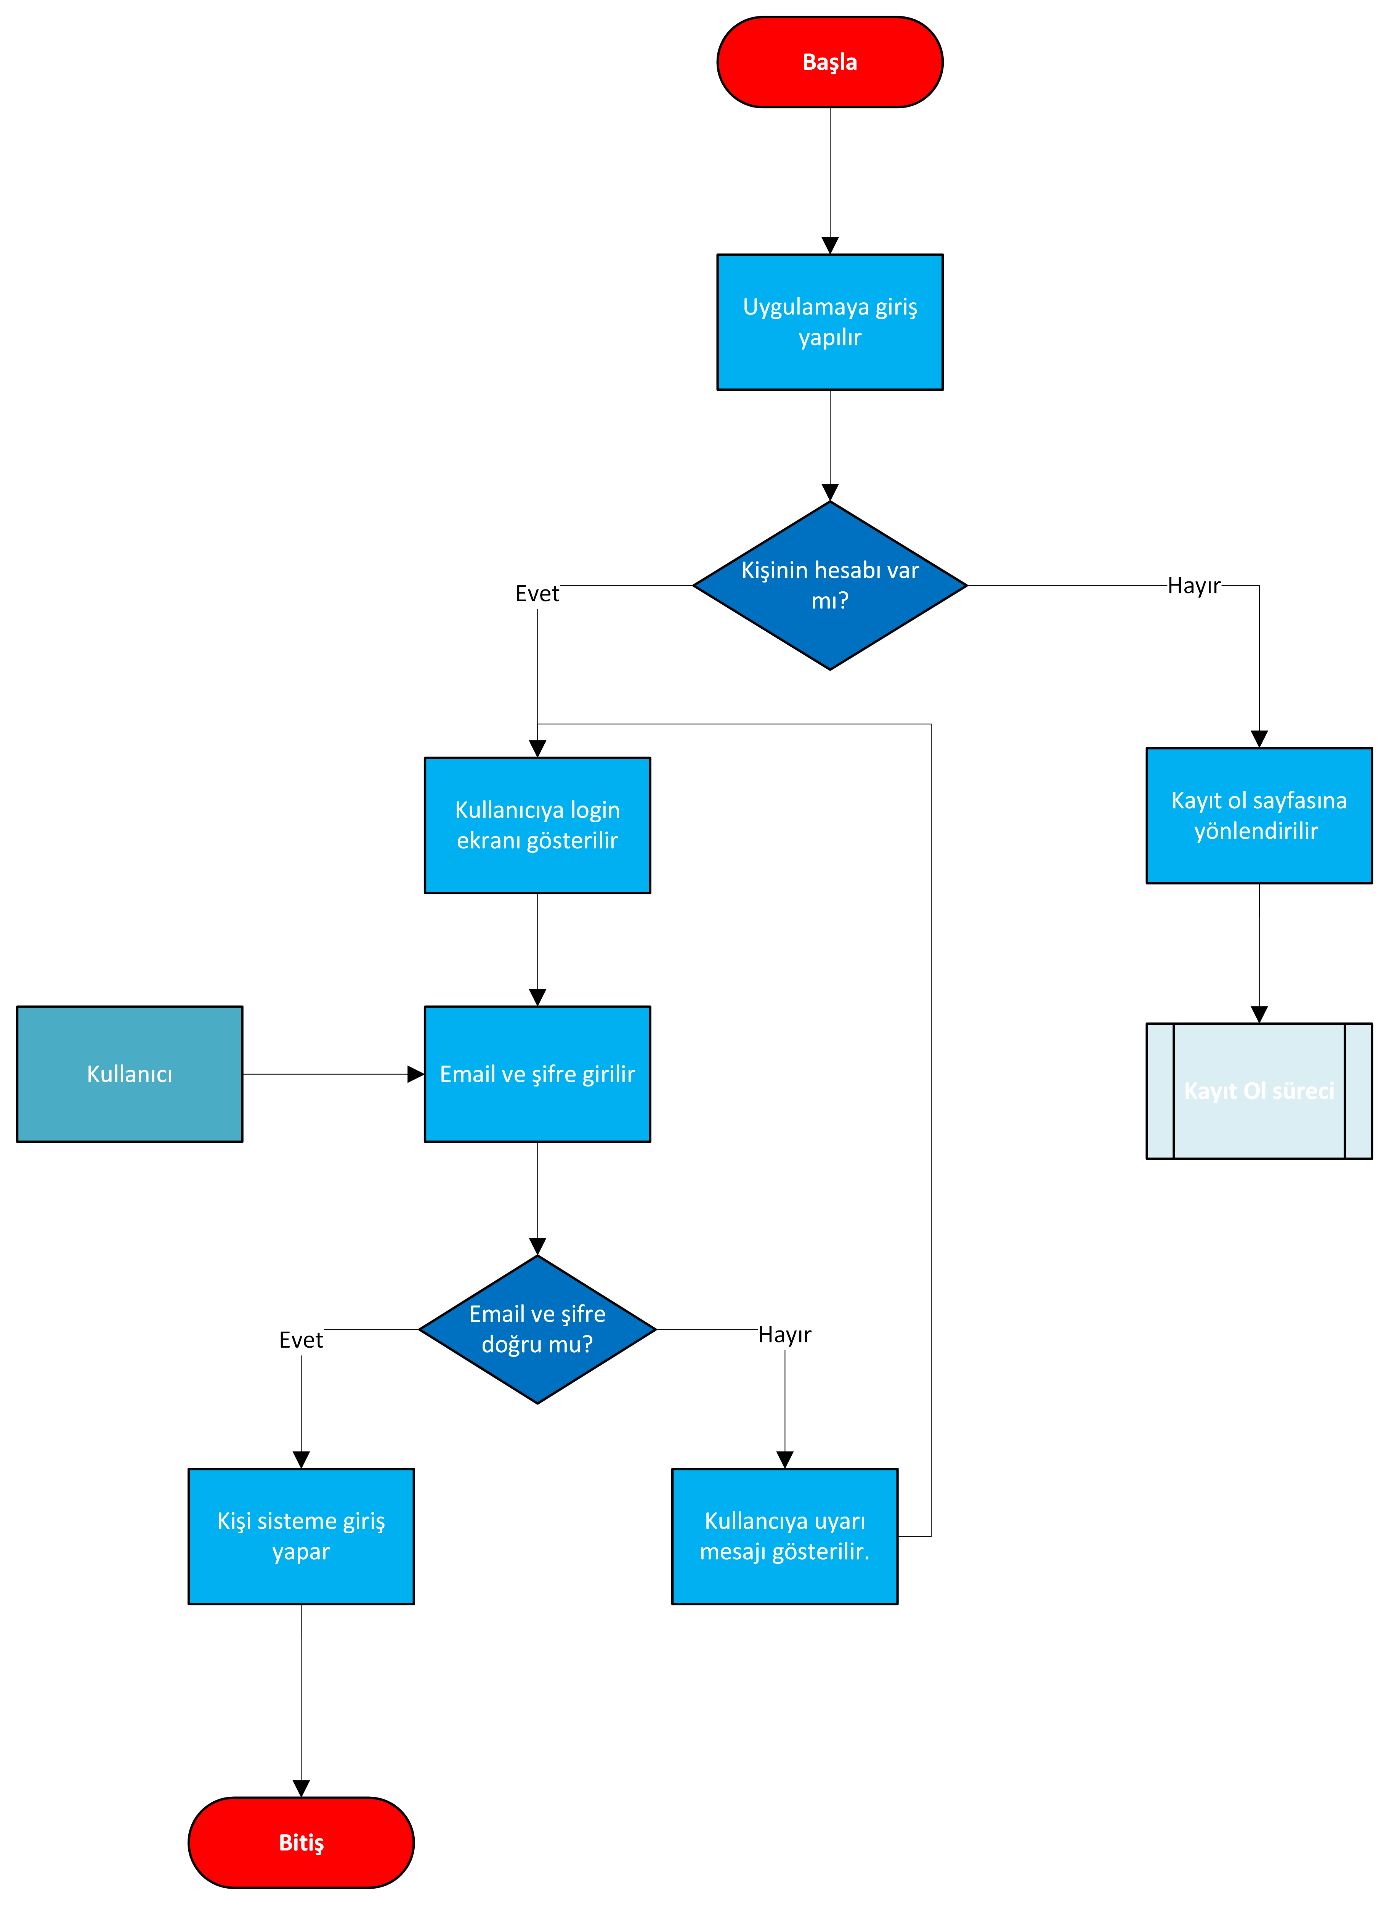 Başla
Uygulamaya giriş
yapılır
Kişinin hesabı var
mı?
Evet
Hayır
Kullanıcıya login
ekranı gösterilir
Kayıt ol sayfasına
yönlendirilir
Kullanıcı
Email ve şifre girilir
Kayıt Ol süreci
Email ve şifre
doğru mu?
Evet
Hayır
Kişi sisteme giriş
yapar
Kullancıya uyarı
mesajı gösterilir.
Bitiş